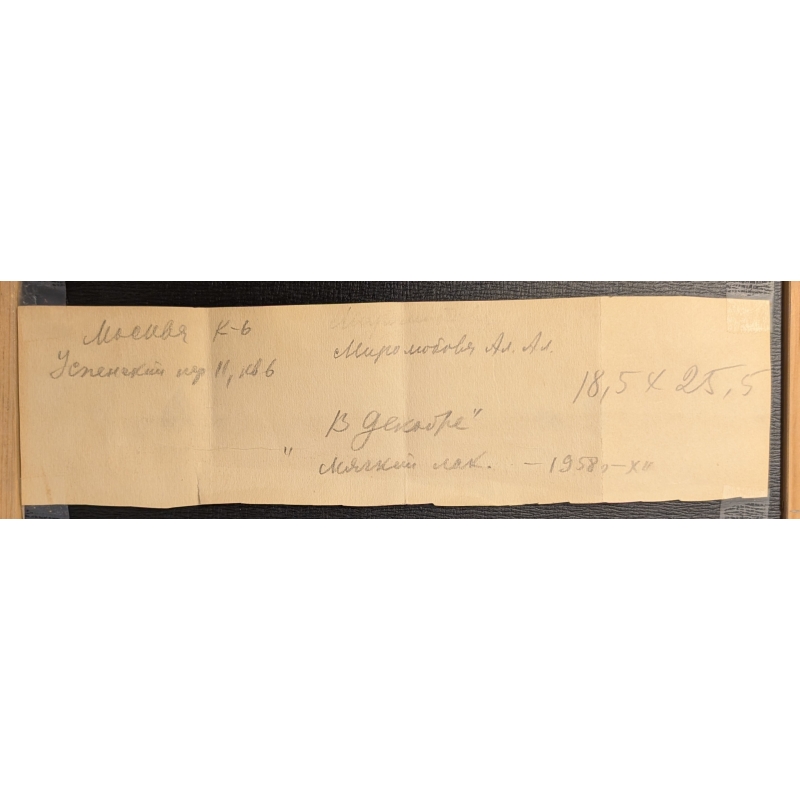 Москва К-6
Успенский пер 11, кв 6
Миролюбова Ал. Ал.
18,5 х 25,5
„В Декабре"
Мягкий лак. - 1958 г - XII